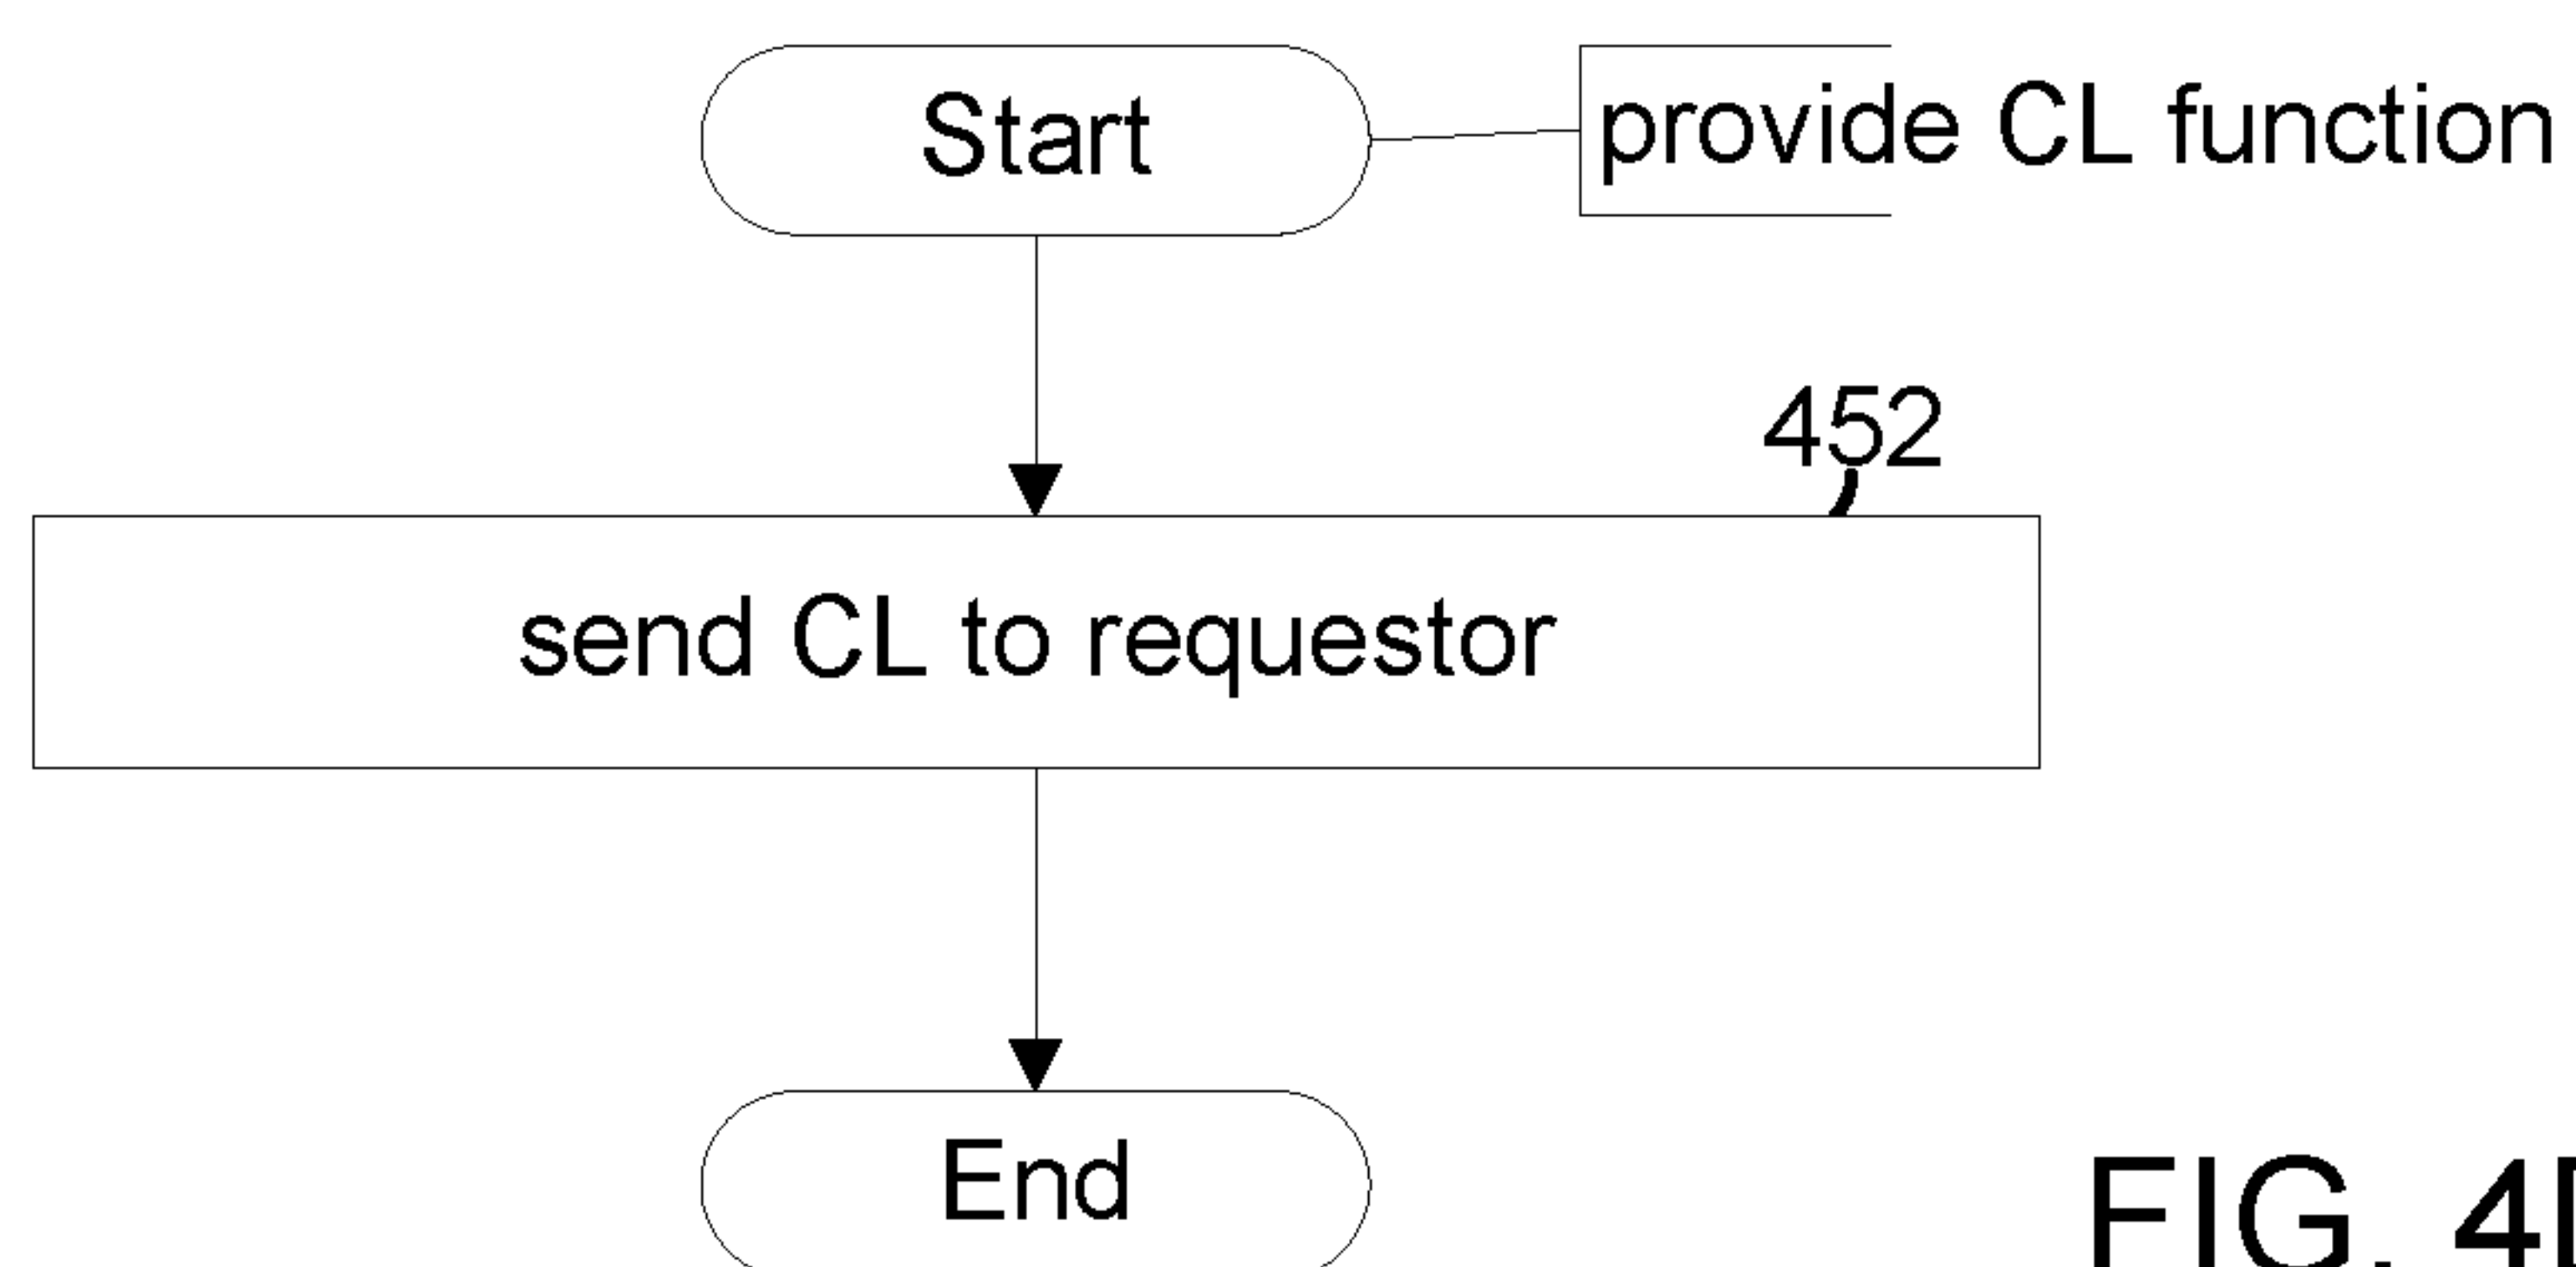 Start
provide CL function
452
send CL to requestor
End
FIG. 4